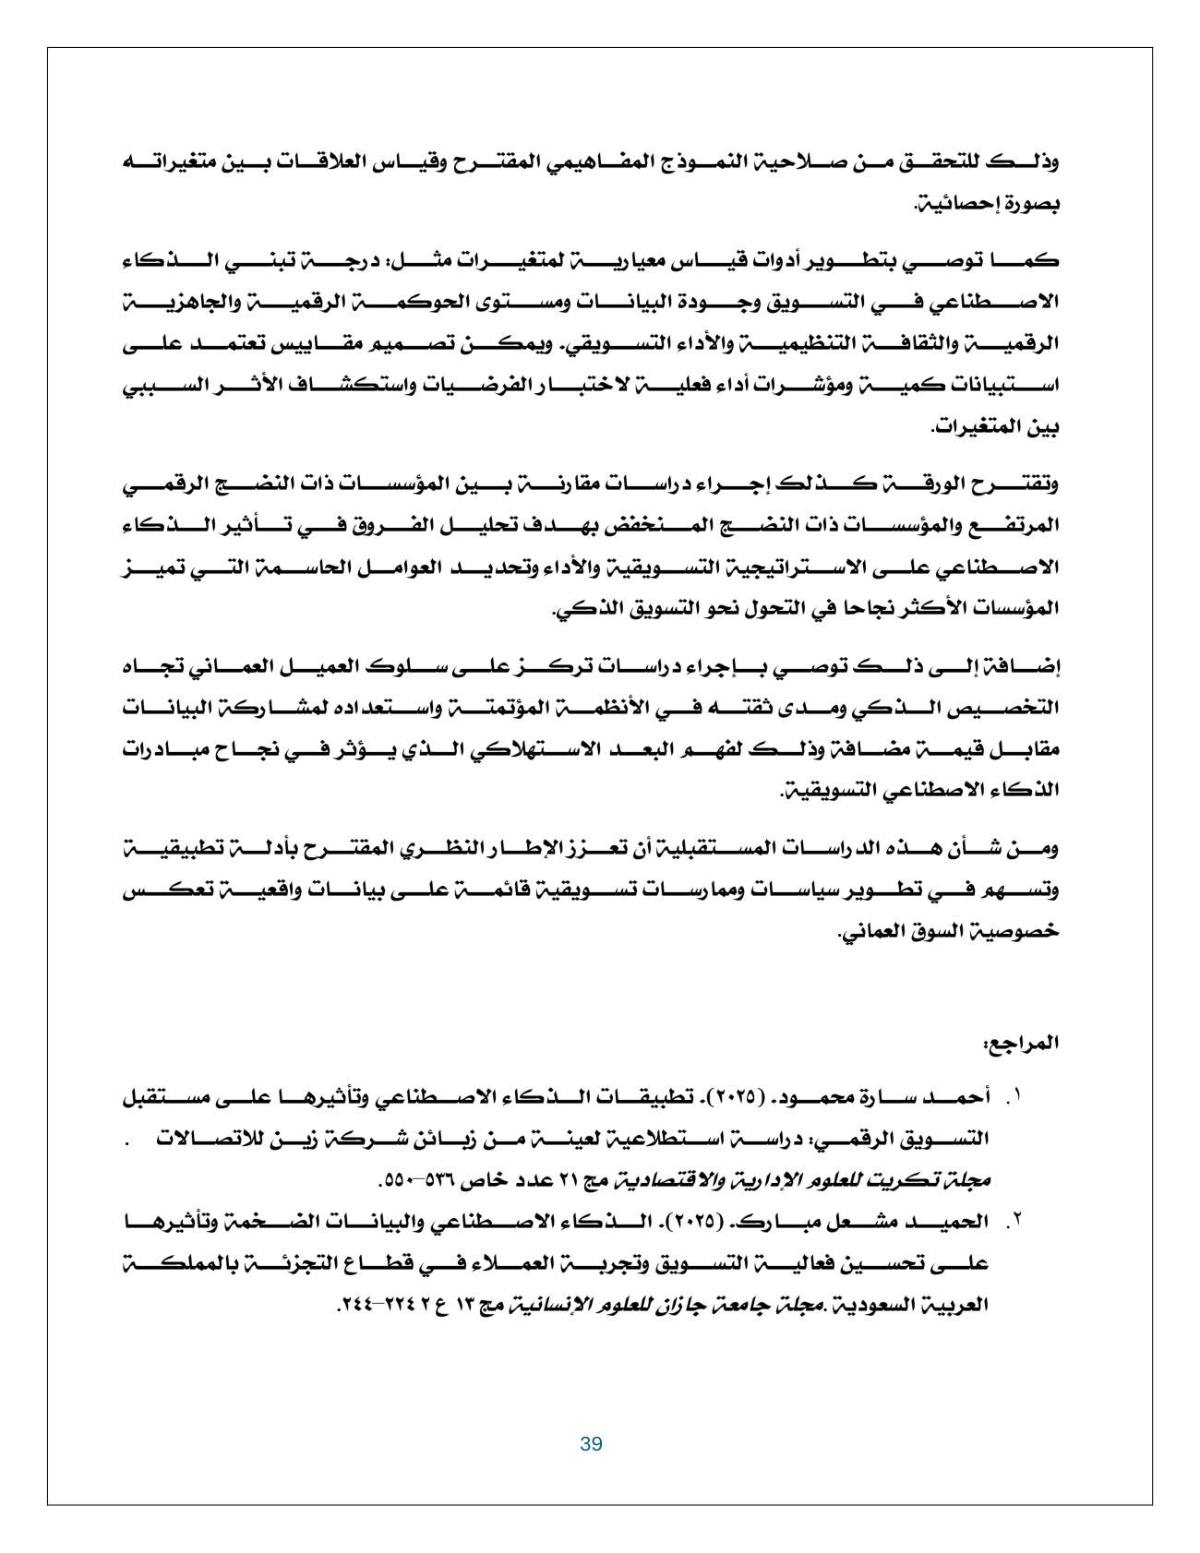 وذلك للتحقق من صلاحية النموذج المفاهيمي المقترح وقياس العلاقات بين متغيراته
بصورة إحصائية.
كما توصي بتطوير أدوات قياس معيارية لمتغيرات مثل: درجة تبني الذكاء
الاصطناعي في التسويق وجودة البيانات ومستوى الحوكمة الرقمية والجاهزية
الرقمية والثقافة التنظيمية والأداء التسويقي. ويمكن تصميم مقاييس تعتمد على
استبيانات كمية ومؤشرات أداء فعلية لاختبار الفرضيات واستكشاف الأثر السببي
بين المتغيرات.
وتقترح الورقة كذلك إجراء دراسات مقارنة بين المؤسسات ذات النضج الرقمي
المرتفع والمؤسسات ذات النضج المنخفض بهدف تحليل الفروق في تأثير الذكاء
الاصطناعي على الاستراتيجية التسويقية والأداء وتحديد العوامل الحاسمة التي تميز
المؤسسات الأكثر نجاحا في التحول نحو التسويق الذكي.
إضافة إلى ذلك توصي بإجراء دراسات تركز على سلوك العميل العماني تجاه
التخصيص الذكي ومدى ثقته في الأنظمة المؤتمتة واستعداده لمشاركة البيانات
مقابل قيمة مضافة وذلك لفهم البعد الاستهلاكي الذي يؤثر في نجاح مبادرات
الذكاء الاصطناعي التسويقية.
ومن شأن هذه الدراسات المستقبلية أن تعزز الإطار النظري المقترح بأدلة تطبيقية
وتسهم في تطوير سياسات وممارسات تسويقية قائمة على بيانات واقعية تعكس
خصوصية السوق العماني.
المراجع:
١. أحمد سارة محمود. (٢٠٢٥). تطبيقات الذكاء الاصطناعي وتأثيرها على مستقبل
التسويق الرقمي: دراسة استطلاعية لعينة من زبائن شركة زين للاتصالات .
مجلة تكريت للعلوم الإدارية والاقتصادية مج ٢١ عدد خاص ٥٣٦–٥٥٠.
٢. الحميد مشعل مبارك. (٢٠٢٥). الذكاء الاصطناعي والبيانات الضخمة وتأثيرها
على تحسين فعالية التسويق وتجربة العملاء في قطاع التجزئة بالمملكة
العربية السعودية .مجلة جامعة جازان للعلوم الإنسانية مج ١٣ ع ٢ ٢٢٤–٢٤٤.
39